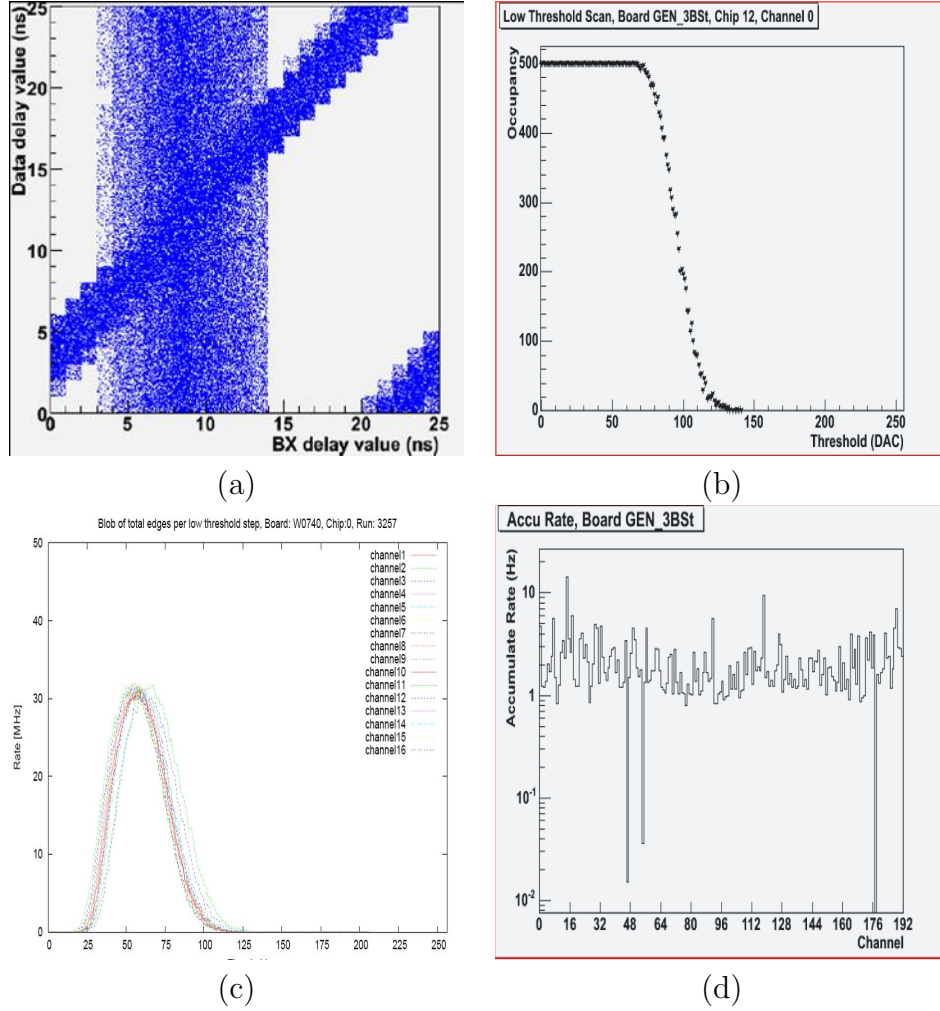 25
20
15
10
5
0
Data delay value (ns)
0 5 10 15 20 25
BX delay value (ns)
(a)
Low Threshold Scan, Board GEN_3BSt, Chip 12, Channel 0
Occupancy
500
400
300
200
100
0
0 50 100 150 200 250
Threshold (DAC)
(b)
Blob of total edges per low threshold step, Board: W0740, Chip:0, Run: 3257
50
40
30
20
10
0
Rate [MHz]
channel1
channel2
channel3
channel4
channel5
channel6
channel7
channel8
channel9
channel10
channel11
channel12
channel13
channel14
channel15
channel16
0 25 50 75 100 125 150 175 200 225 250
(c)
Accu Rate, Board GEN_3BSt
Accumulate Rate (Hz)
10
1
10-1
10-2
0 16 32 48 64 80 96 112 128 144 160 176 192
Channel
(d)